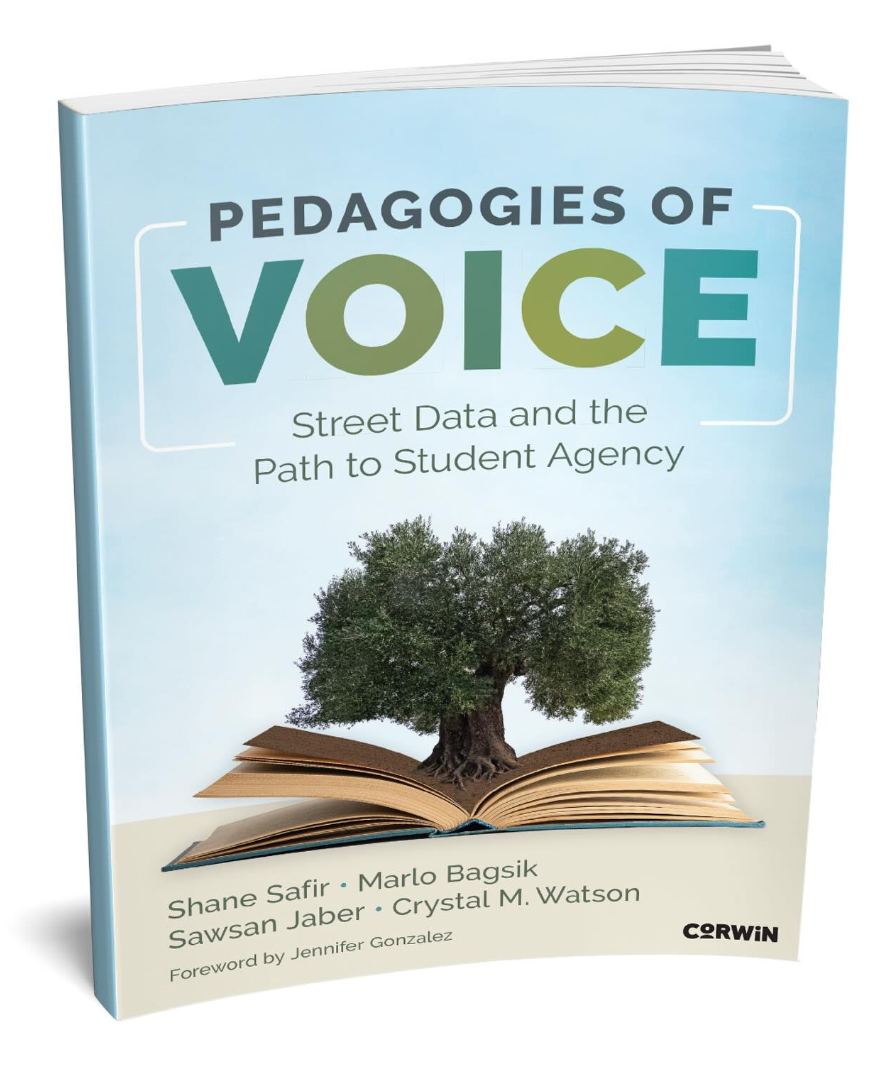 PEDAGOGIES OF
VOICE
Street Data and the
Path to Student Agency
Shane Safir • Marlo Bagsik
Sawsan Jaber • Crystal M. Watson
Foreword by Jennifer Gonzalez
CORWIN